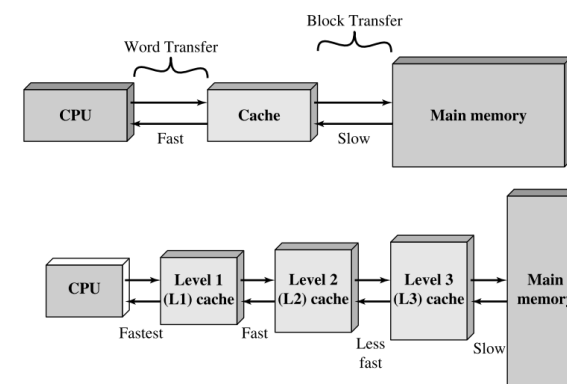 Block Transfer
Word Transfer
CPU
Cache
Main memory
Fast
Slow
Level 1
(L1) cache
Level 2
(L2) cache
Level 3
(L3) cache
Main
CPU
Fastest
Fast
Less
fast
Slow